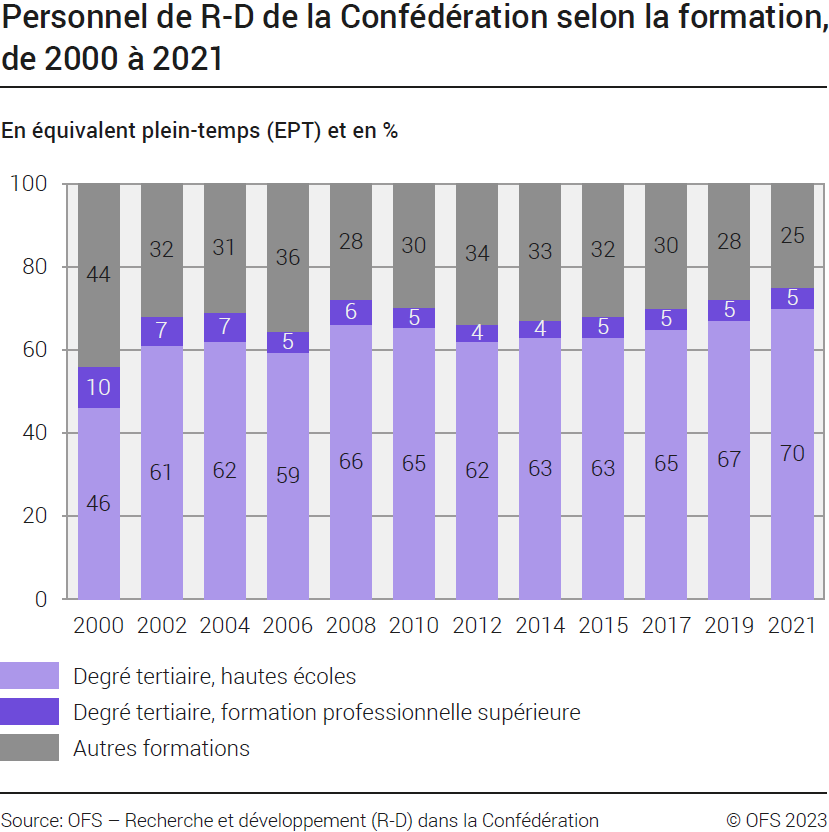 Personnel de R-D de la Confédération selon la formation,
de 2000 à 2021
En équivalent plein-temps (EPT) et en %
100
80
60
40
20
0
44 32 31 36 28 30 34 33 32 30 28 25
10 7 7 5 6 5 4 4 5 5 5 5
46 61 62 59 66 65 62 63 63 65 67 70
2000 2002 2004 2006 2008 2010 2012 2014 2015 2017 2019 2021
Degré tertiaire, hautes écoles
Degré tertiaire, formation professionnelle supérieure
Autres formations
Source: OFS – Recherche et développement (R-D) dans la Confédération © OFS 2023